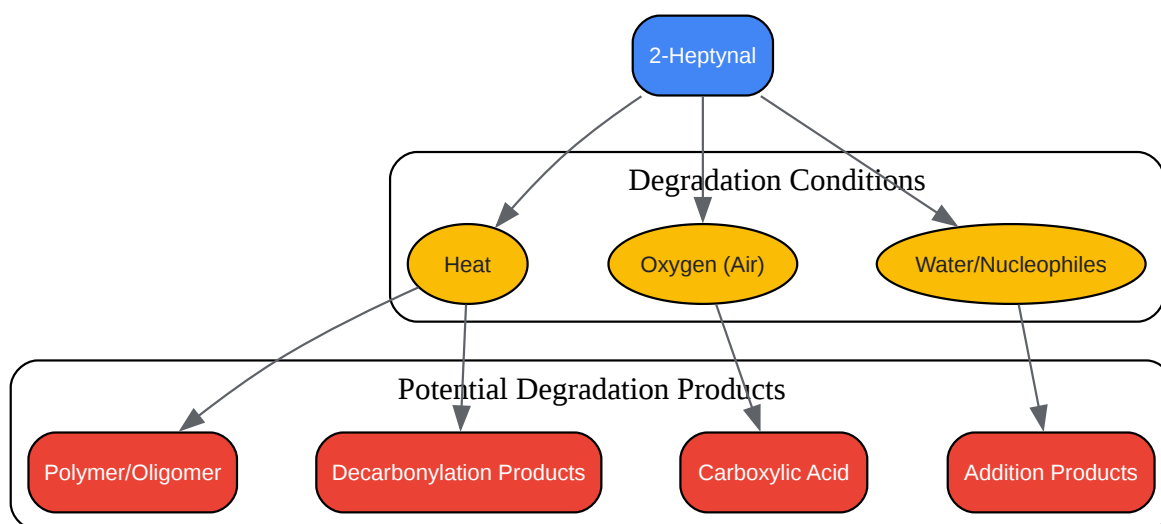 2-Heptynal
Degradation Conditions
Heat
Oxygen (Air)
Water/Nucleophiles
Potential Degradation Products
Polymer/Oligomer
Decarbonylation Products
Carboxylic Acid
Addition Products